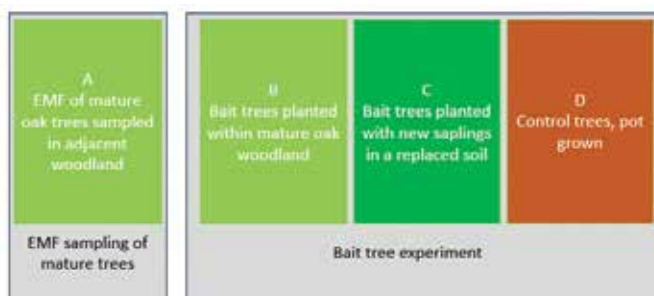 A
EMF of mature
oak trees sampled
in adjacent
woodland
EMF sampling of
mature trees
B
Bait trees planted
within mature oak
woodland
C
Bait trees planted
with new saplings
in a replaced soil
D
Control trees, pot
grown
Bait tree experiment